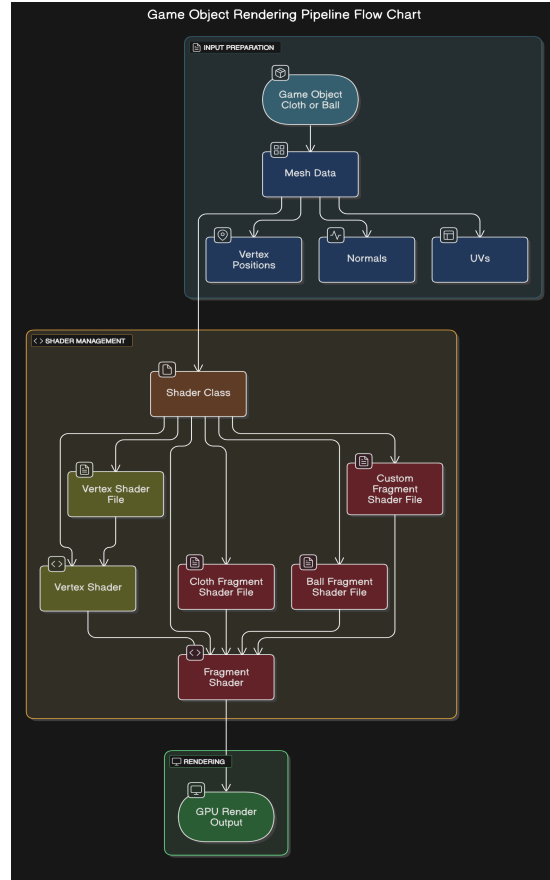 Game Object Rendering Pipeline Flow Chart
INPUT PREPARATION
Game Object
Cloth or Ball
Mesh Data
Vertex
Positions
Normals
UVs
SHADER MANAGEMENT
Shader Class
Vertex Shader
File
Custom
Fragment
Shader File
Vertex Shader
Cloth Fragment
Shader File
Ball Fragment
Shader File
Fragment
Shader
RENDERING
GPU Render
Output